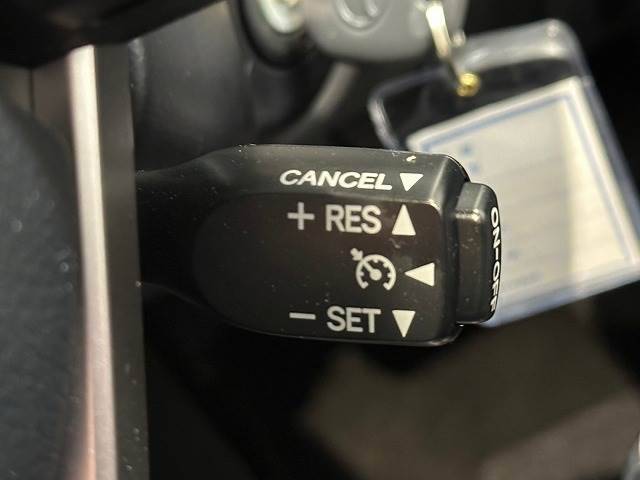 CANCEL ▼
+ RES ▲
◀
− SET ▼
ON-OFF